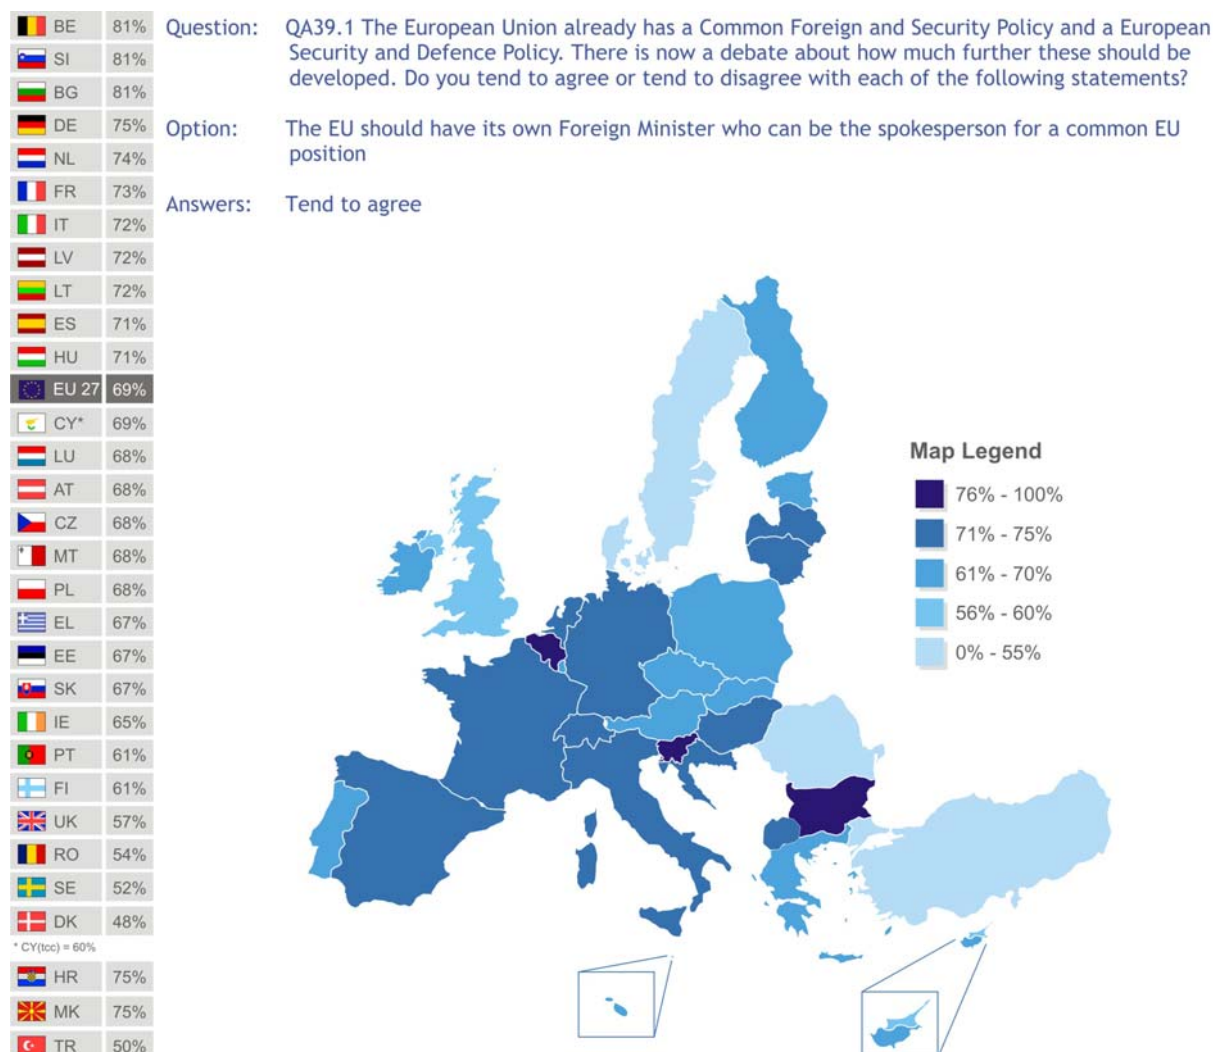 BE 81%
SI 81%
BG 81%
DE 75%
NL 74%
FR 73%
IT 72%
LV 72%
LT 72%
ES 71%
HU 71%
EU 27 69%
CY* 69%
LU 68%
AT 68%
CZ 68%
MT 68%
PL 68%
EL 67%
EE 67%
SK 67%
IE 65%
PT 61%
FI 61%
UK 57%
RO 54%
SE 52%
DK 48%
* CY(tcc) = 60%
HR 75%
MK 75%
TR 50%
Question: QA39.1 The European Union already has a Common Foreign and Security Policy and a European
Security and Defence Policy. There is now a debate about how much further these should be
developed. Do you tend to agree or tend to disagree with each of the following statements?
Option: The EU should have its own Foreign Minister who can be the spokesperson for a common EU
position
Answers: Tend to agree
Map Legend
76% - 100%
71% - 75%
61% - 70%
56% - 60%
0% - 55%